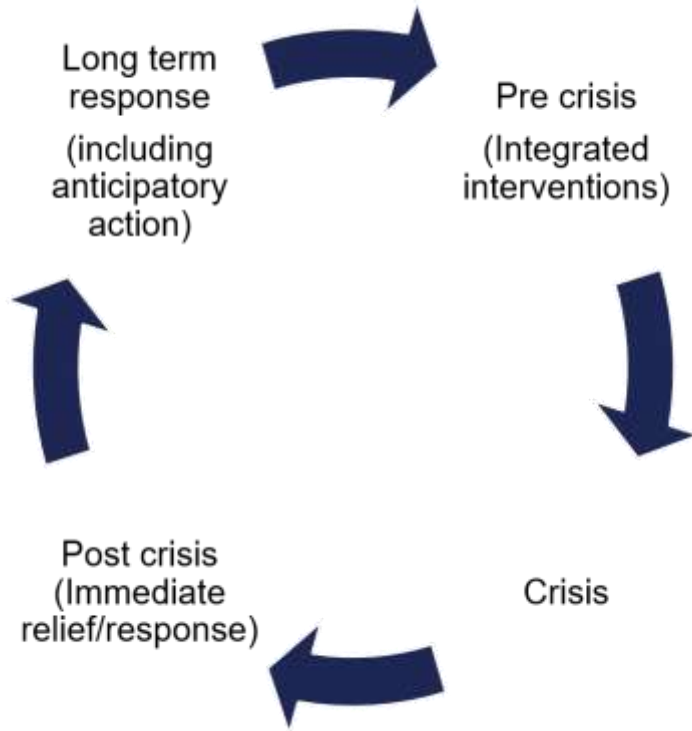 Long term
response
(including
anticipatory
action)
Pre crisis
(Integrated
interventions)
Crisis
Post crisis
(Immediate
relief/response)